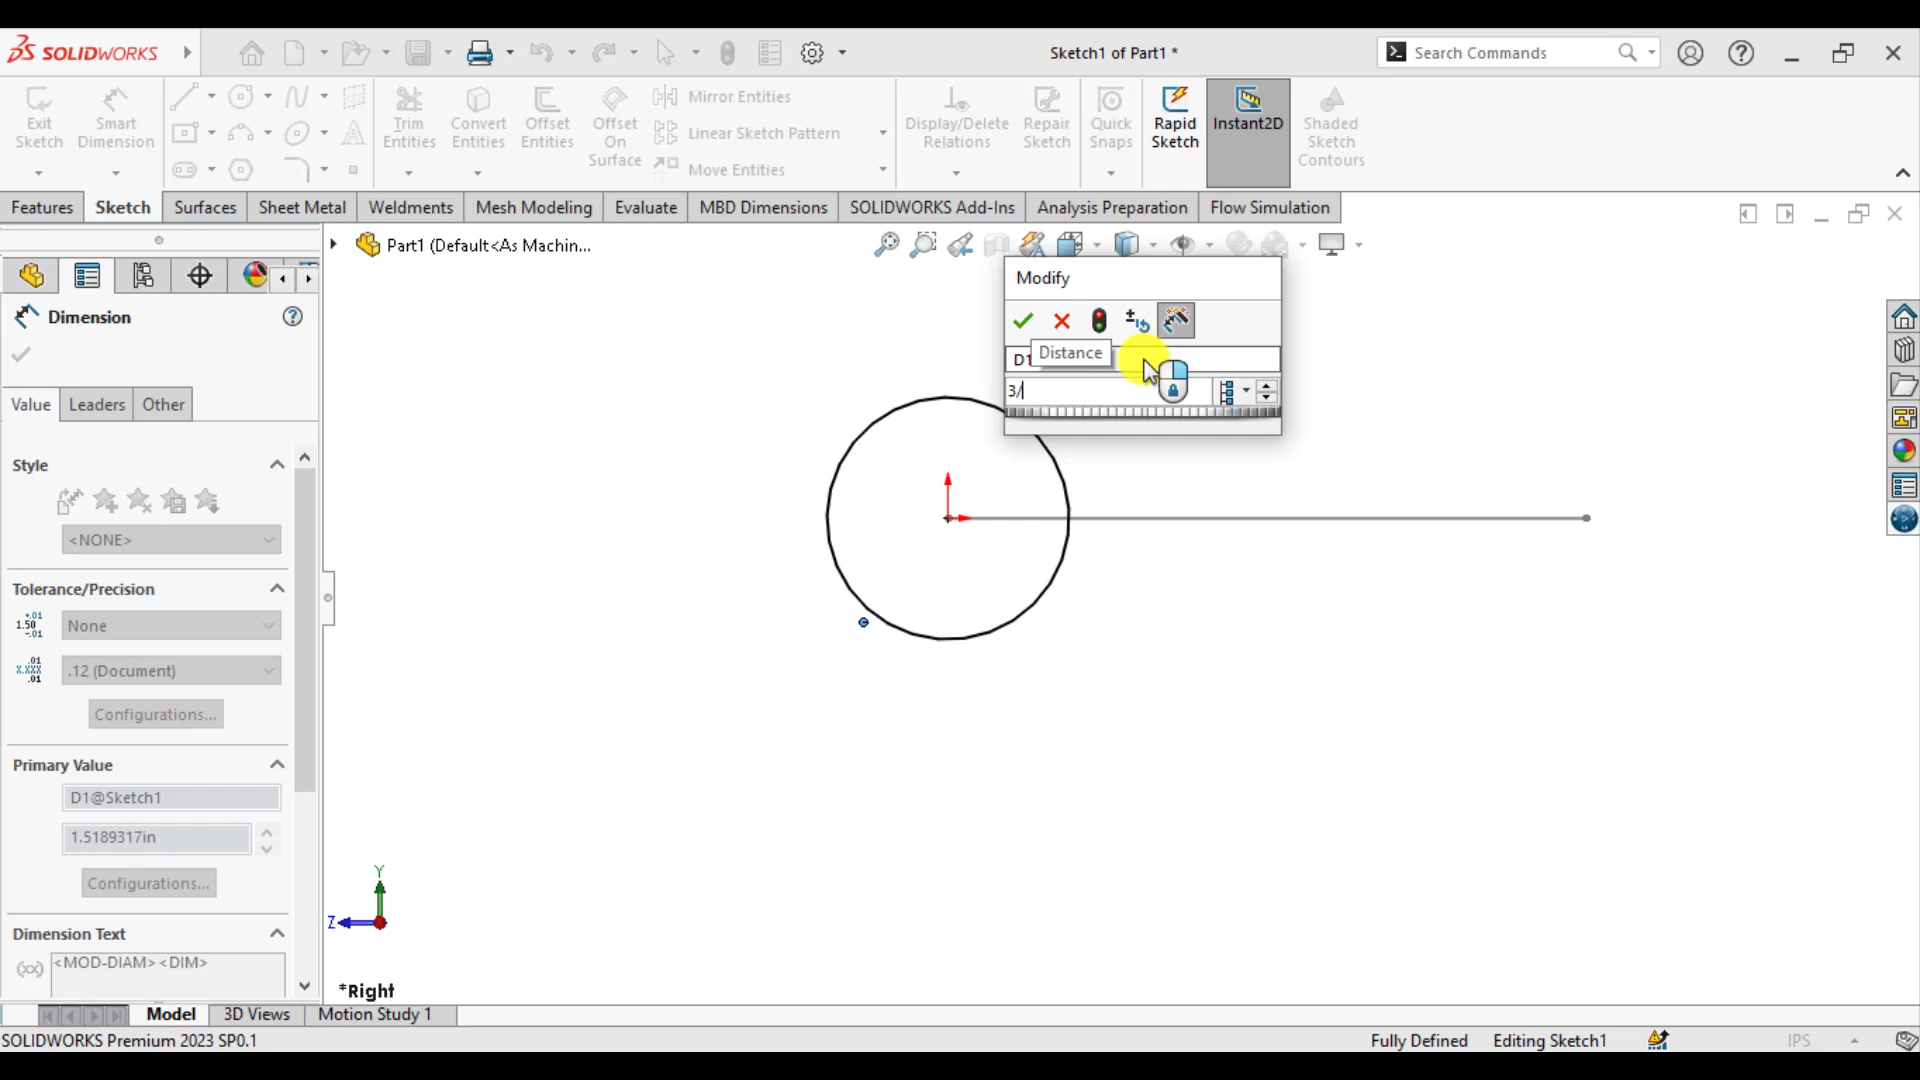 SOLIDWORKS
Sketch1 of Part1 *
Search Commands
Exit Sketch
Smart Dimension
Trim Entities
Convert Entities
Offset Entities
Offset On Surface
Mirror Entities
Linear Sketch Pattern
Move Entities
Display/Delete Relations
Repair Sketch
Quick Snaps
Rapid Sketch
Instant2D
Shaded Sketch Contours
Features
Sketch
Surfaces
Sheet Metal
Weldments
Mesh Modeling
Evaluate
MBD Dimensions
SOLIDWORKS Add-Ins
Analysis Preparation
Flow Simulation
Part1 (Default<As Machin...
Modify
D1
Distance
3/
Dimension
Value
Leaders
Other
Style
<NONE>
Tolerance/Precision
+.01
1.50
-.01
None
.01
X.XXX
.01
.12 (Document)
Configurations...
Primary Value
D1@Sketch1
1.5189317in
Configurations...
Dimension Text
(xx)
<MOD-DIAM><DIM>
Y
Z
*Right
Model
3D Views
Motion Study 1
SOLIDWORKS Premium 2023 SP0.1
Fully Defined
Editing Sketch1
IPS